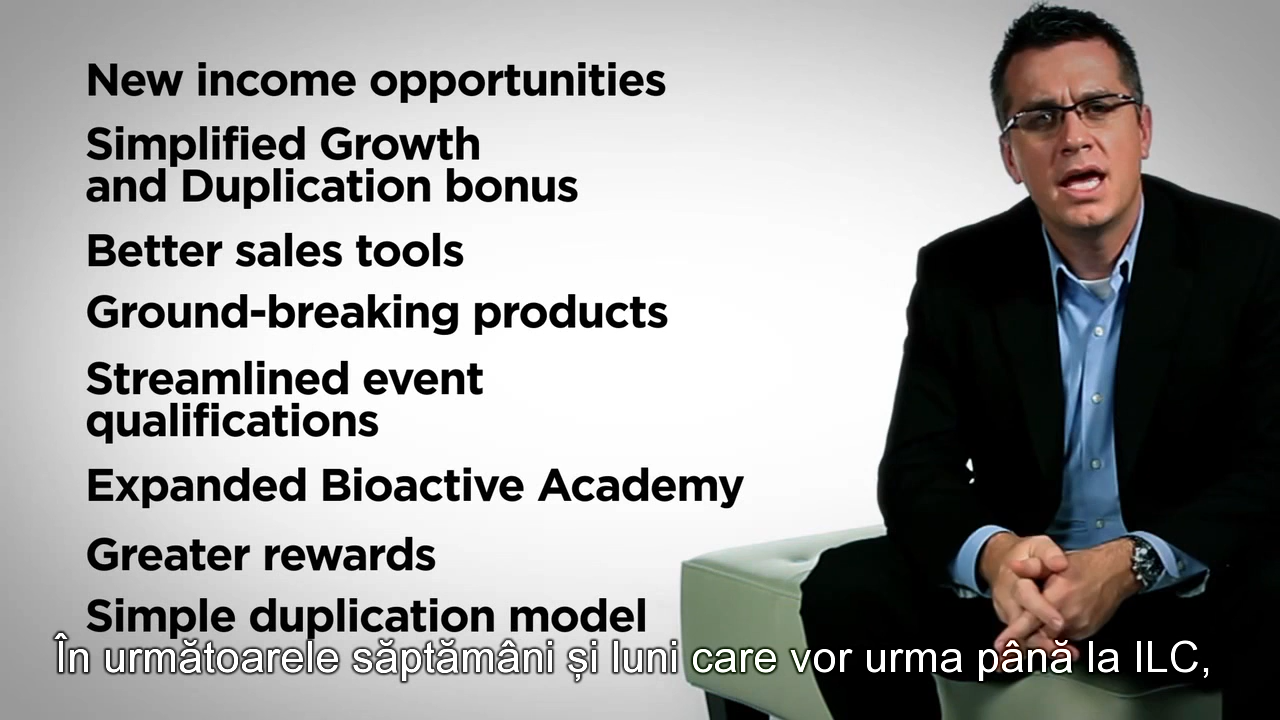 New income opportunities
Simplified Growth
and Duplication bonus
Better sales tools
Ground-breaking products
Streamlined event
qualifications
Expanded Bioactive Academy
Greater rewards
Simple duplication model
În următoarele săptămâni și luni care vor urma până la ILC,